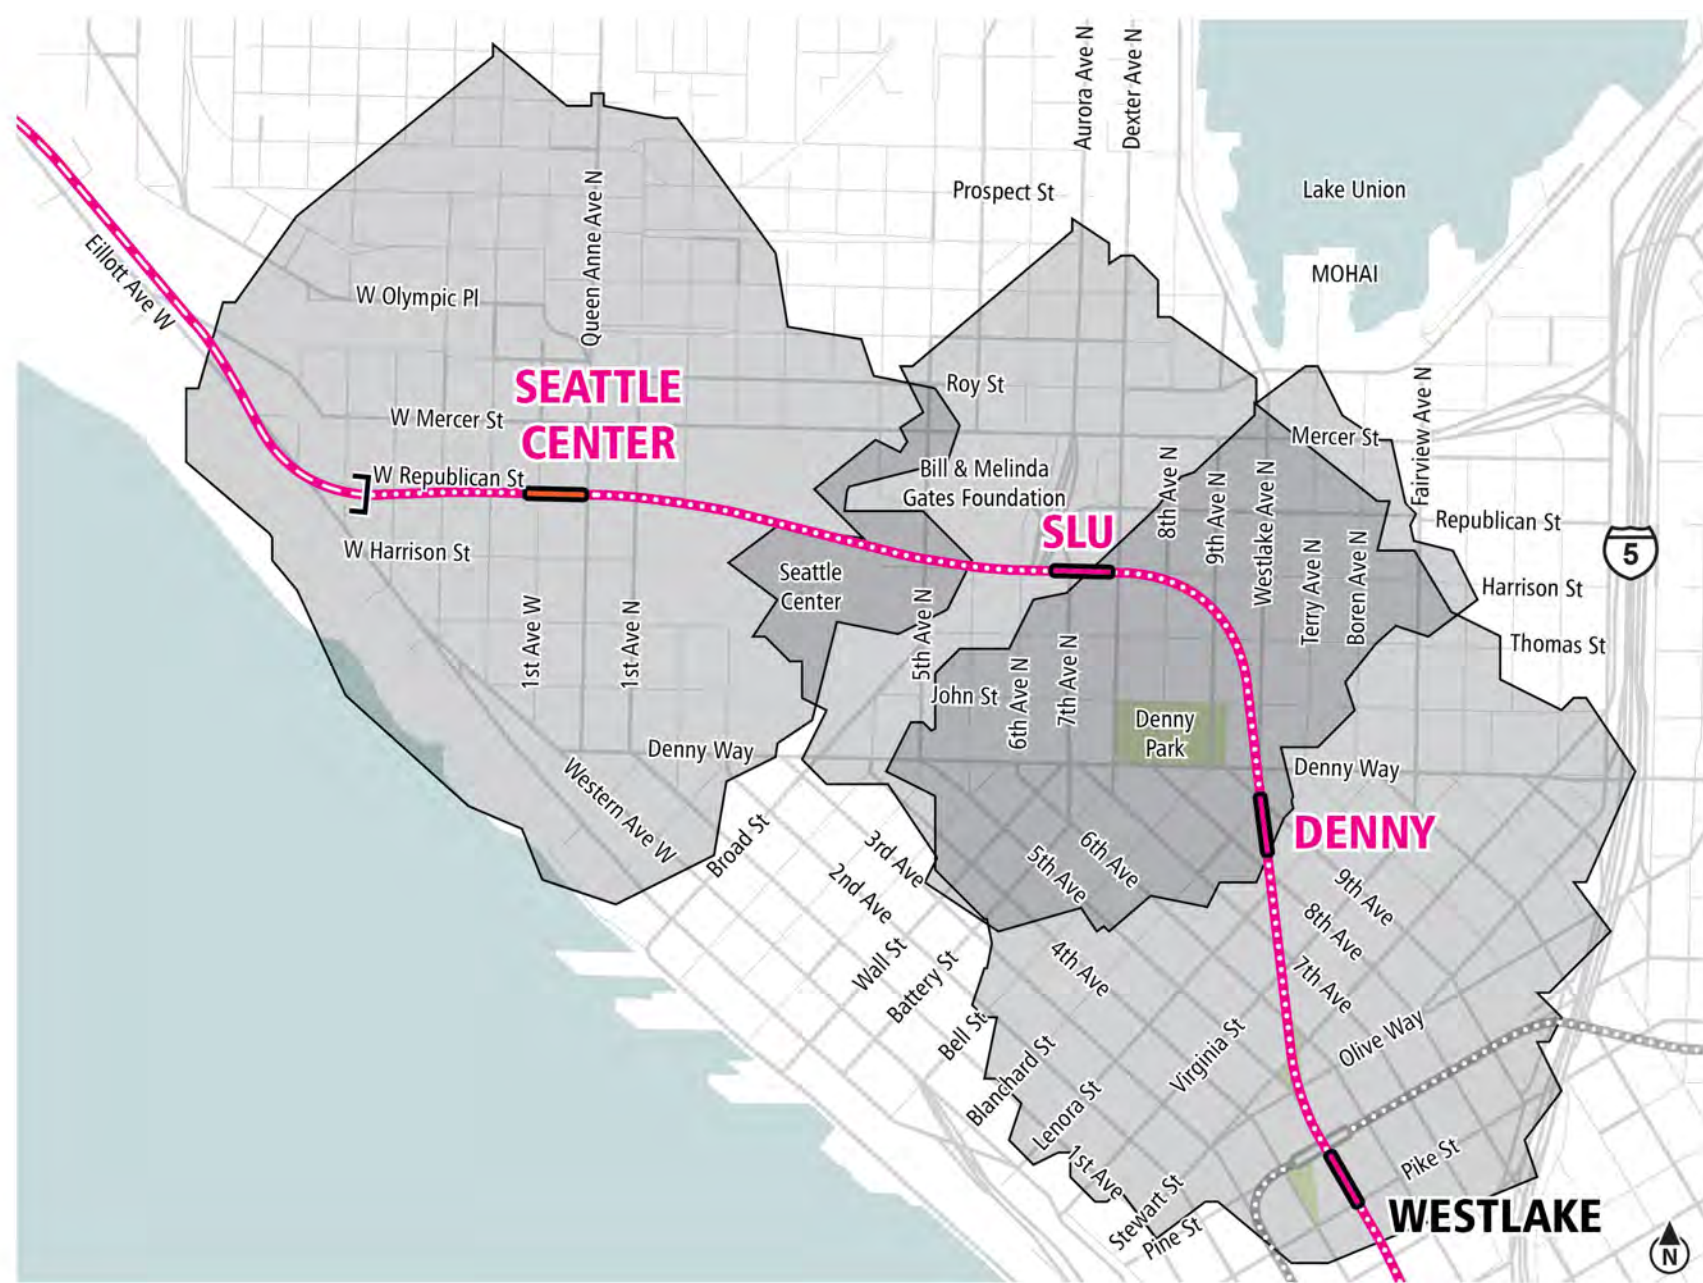 Aurora Ave N
Dexter Ave N
Prospect St
Lake Union
MOHAI
Queen Anne Ave N
Eillott Ave W
W Olympic Pl
SEATTLE
CENTER
Roy St
W Mercer St
Mercer St
Fairview Ave N
W Republican St
Bill & Melinda
Gates Foundation
8th Ave N
9th Ave N
Westlake Ave N
Republican St
SLU
5
W Harrison St
Terry Ave N
Boren Ave N
Seattle
Center
Harrison St
1st Ave W
1st Ave N
5th Ave N
Thomas St
John St
6th Ave N
7th Ave N
Denny
Park
Denny Way
Denny Way
Western Ave W
Broad St
DENNY
3rd Ave
2nd Ave
5th Ave
6th Ave
9th Ave
8th Ave
7th Ave
Wall St
Battery St
4th Ave
Bell St
Virginia St
Olive Way
Blanchard St
Lenora St
1st Ave
Pike St
Stewart St
Pine St
WESTLAKE
N